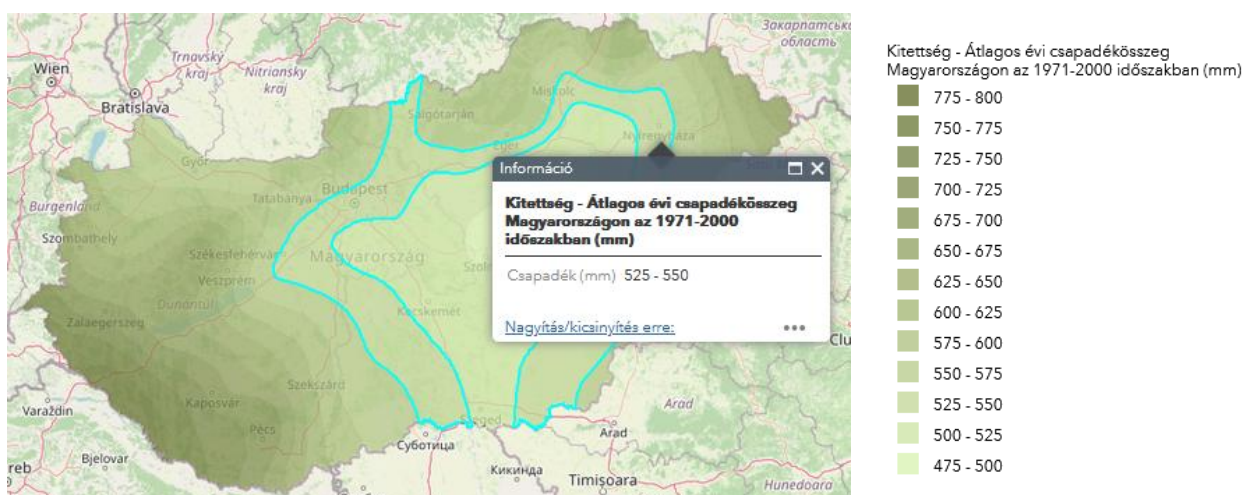 Закарпатська
область
Trnavský
kraj
Nitriansky
kraj
Wien
Bratislava
Miskolc
Salgótarján
Nyíregyháza
Eger
Győr
Budapest
Tatabánya
Burgenland
Szombathely
Székesfehérvár
Magyarország
Veszprém
Dunántúl
Kecskemét
Zalaegerszeg
Szekszárd
Kaposvár
Pécs
Varaždin
Szeged
Суботица
Arad
Arad
Bjelovar
Кикинда
Timișoara
Hunedoara
reb
Clu
Információ
Kitettség - Átlagos évi csapadékösszeg
Magyarországon az 1971-2000
időszakban (mm)
Csapadék (mm) 525 - 550
Nagyítás/kicsinyítés erre:
Kitettség - Átlagos évi csapadékösszeg
Magyarországon az 1971-2000 időszakban (mm)
775 - 800
750 - 775
725 - 750
700 - 725
675 - 700
650 - 675
625 - 650
600 - 625
575 - 600
550 - 575
525 - 550
500 - 525
475 - 500